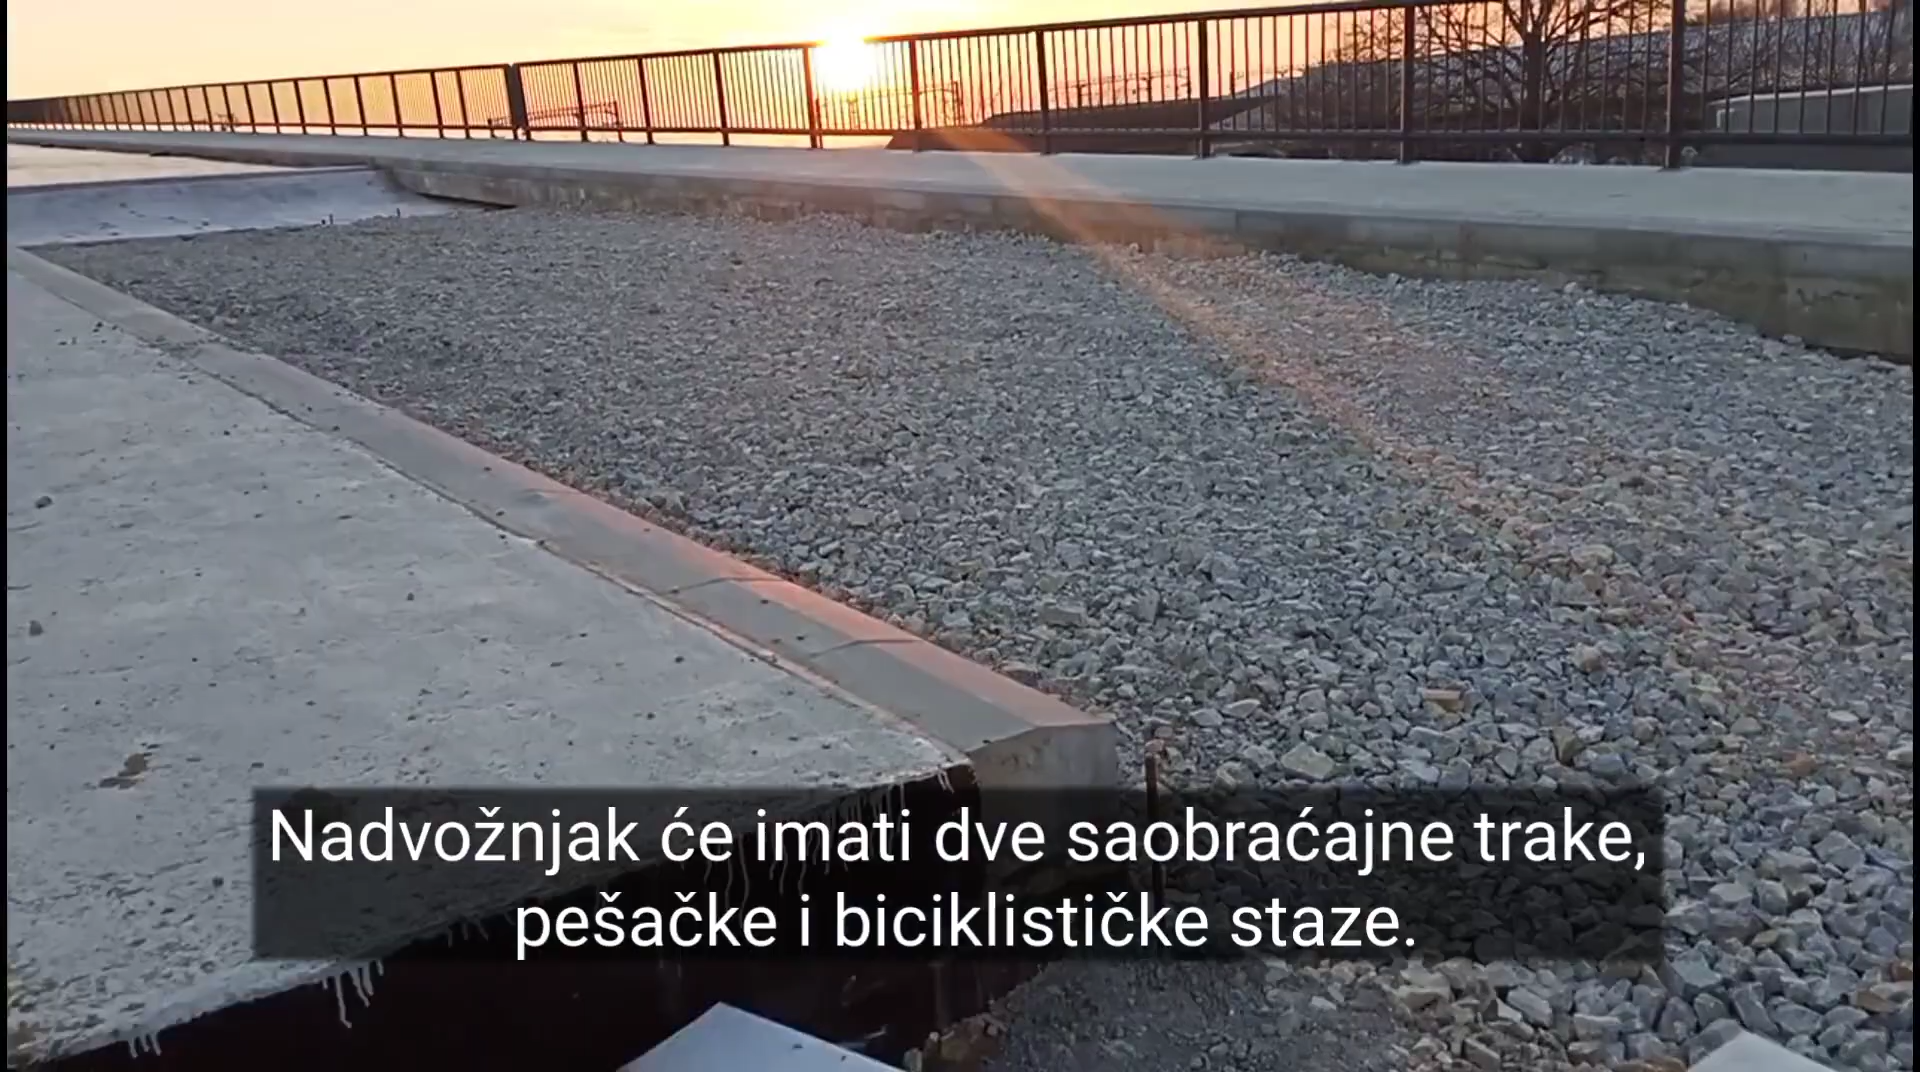 Nadvožnjak će imati dve saobraćajne trake,
pešačke i biciklističke staze.